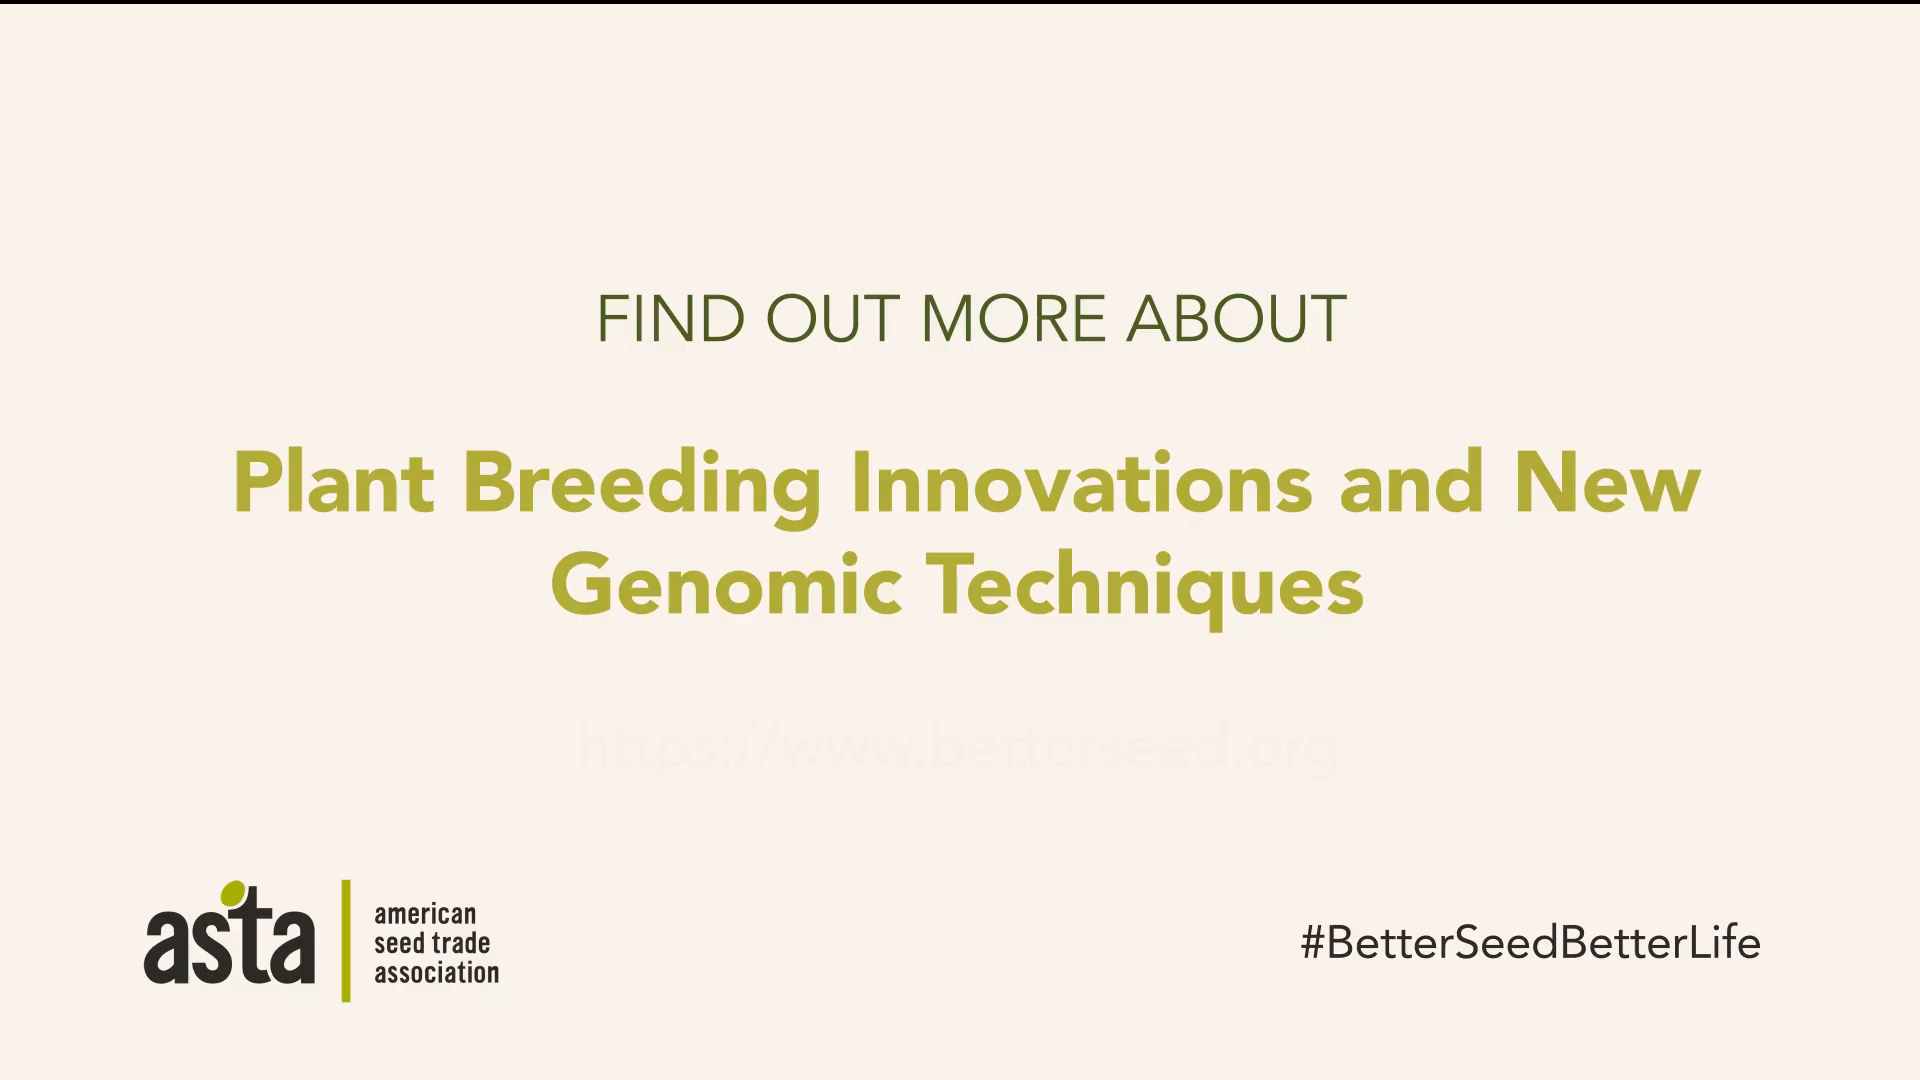 FIND OUT MORE ABOUT
Plant Breeding Innovations and New
Genomic Techniques
https://www.betterseed.org
asta
american
seed trade
association
#BetterSeedBetterLife